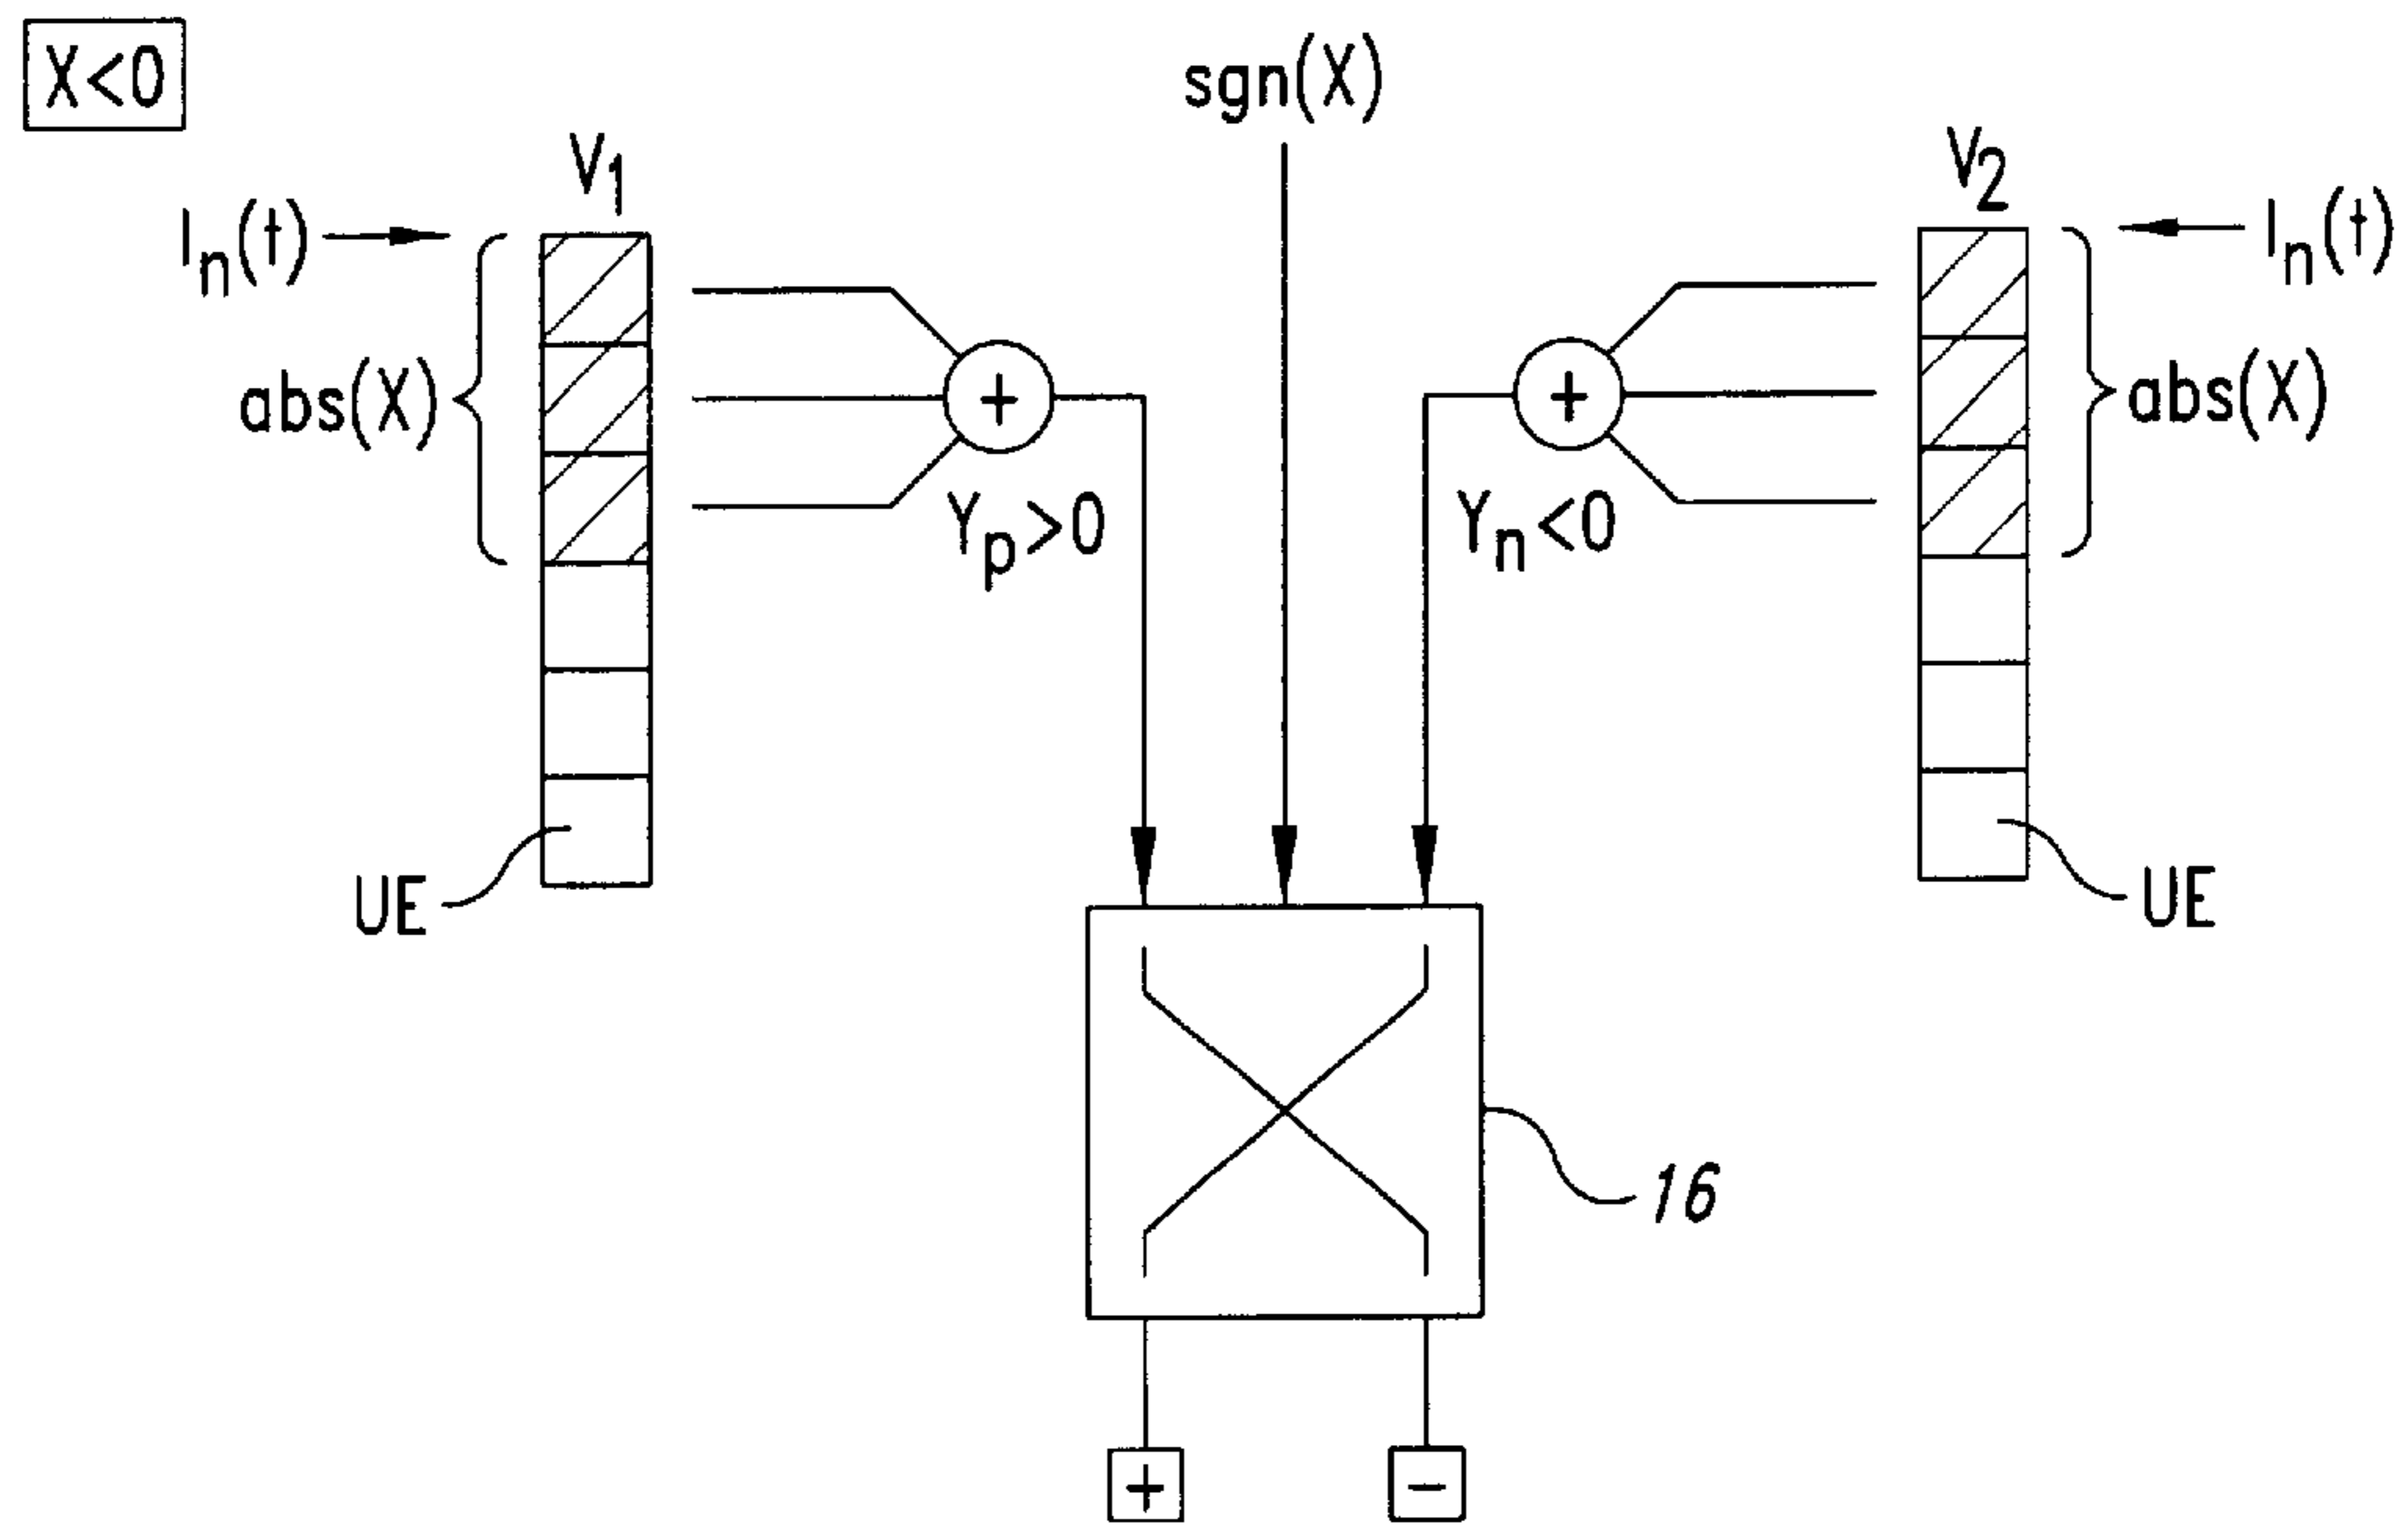 X<0
sgn(X)
V1
V2
In(t)
In(t)
abs(X)
abs(X)
+
+
Yp>0
Yn<0
UE
UE
16
+
−